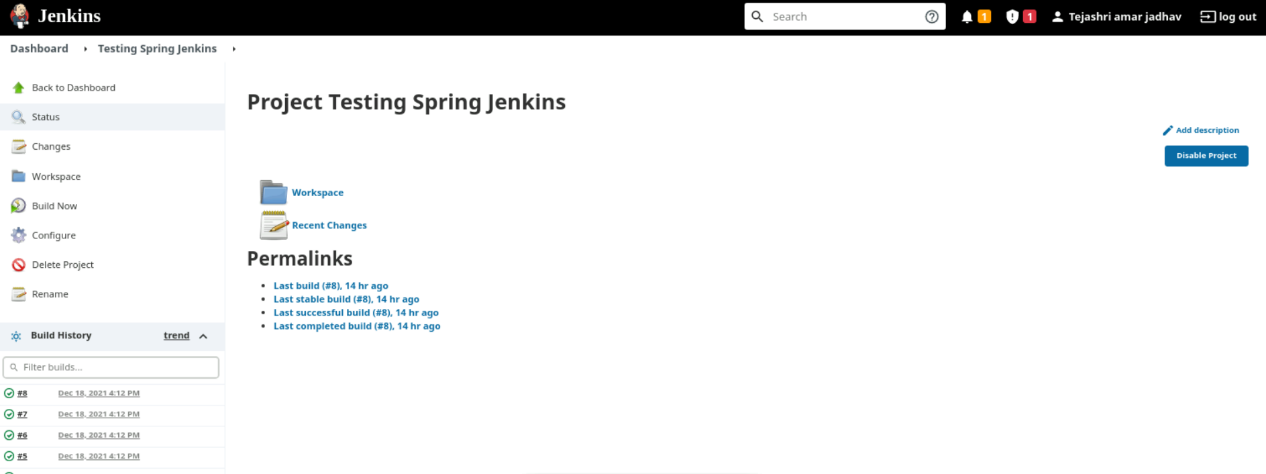 Jenkins
Search
1
1
Tejashri amar jadhav
log out
Dashboard
Testing Spring Jenkins
Back to Dashboard
Status
Changes
Workspace
Build Now
Configure
Delete Project
Rename
Build History
trend
Filter builds...
#8 Dec 18, 2021 4:12 PM
#7 Dec 18, 2021 4:12 PM
#6 Dec 18, 2021 4:12 PM
#5 Dec 18, 2021 4:12 PM
Project Testing Spring Jenkins
Add description
Disable Project
Workspace
Recent Changes
Permalinks
Last build (#8), 14 hr ago
Last stable build (#8), 14 hr ago
Last successful build (#8), 14 hr ago
Last completed build (#8), 14 hr ago